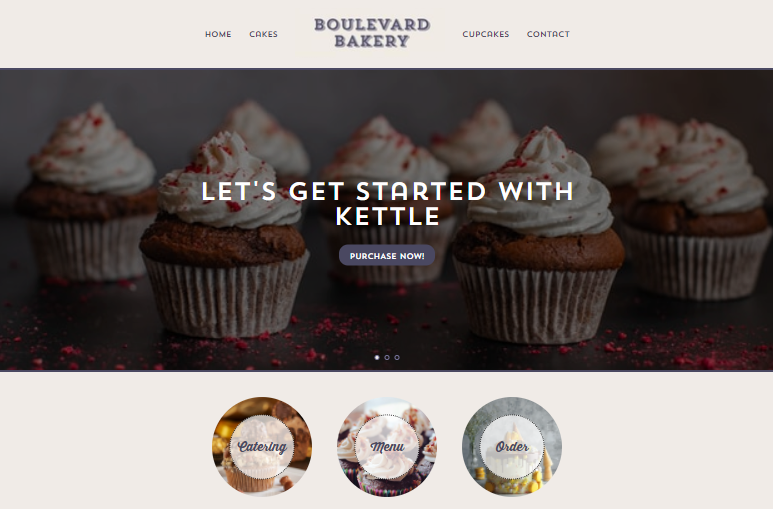 HOME CAKES BOULEVARD BAKERY CUPCAKES CONTACT
LET'S GET STARTED WITH
KETTLE
PURCHASE NOW!
Catering Menu Order